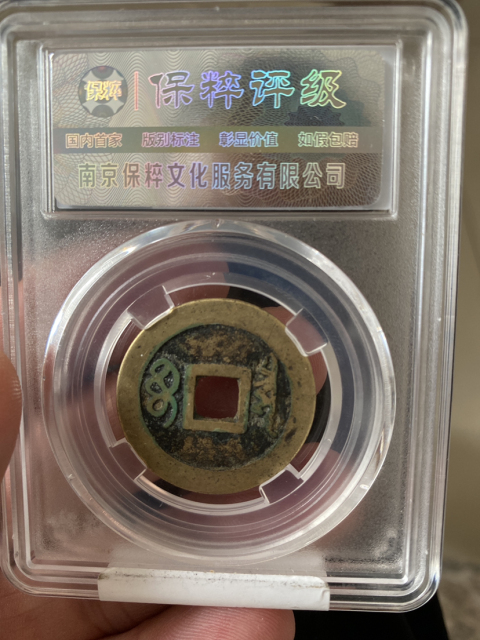 保粹 保粹评级
国内首家 版别标注 彰显价值 如假包赔
南京保粹文化服务有限公司